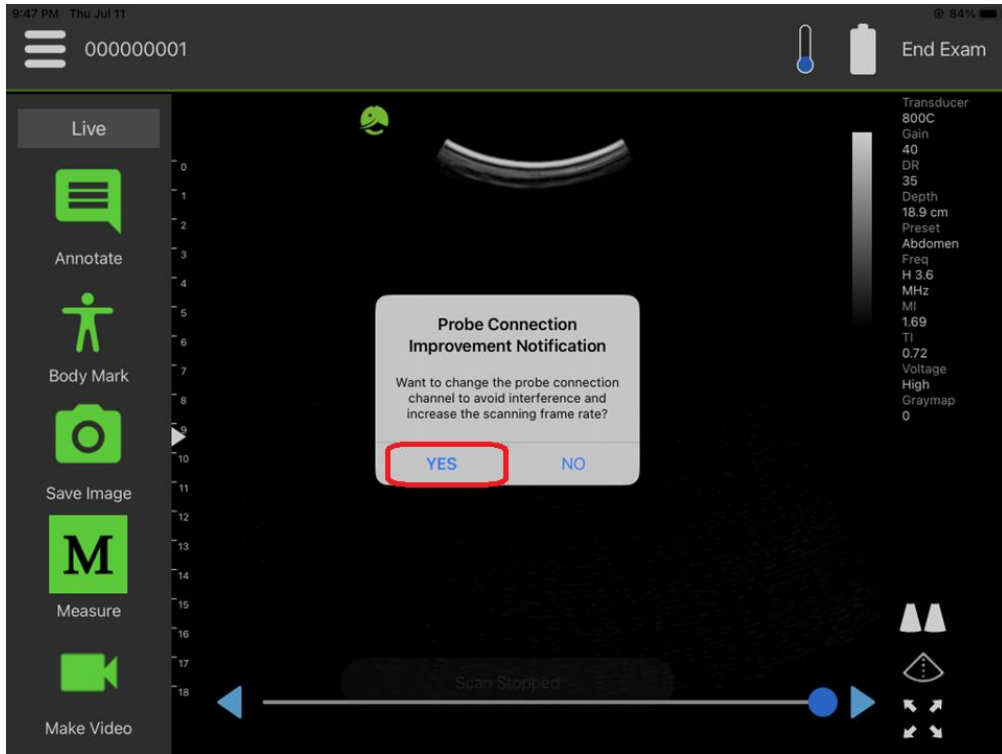 9:47 PM Thu Jul 11
84%
000000001
End Exam
Live
Annotate
Body Mark
Save Image
M
Measure
Make Video
0
1
2
3
4
5
6
7
8
9
10
11
12
13
14
15
16
17
18
Probe Connection
Improvement Notification
Want to change the probe connection
channel to avoid interference and
increase the scanning frame rate?
YES
NO
Scan Stopped
Transducer
800C
Gain
40
DR
35
Depth
18.9 cm
Preset
Abdomen
Freq
H 3.6
MHz
MI
1.69
TI
0.72
Voltage
High
Graymap
0